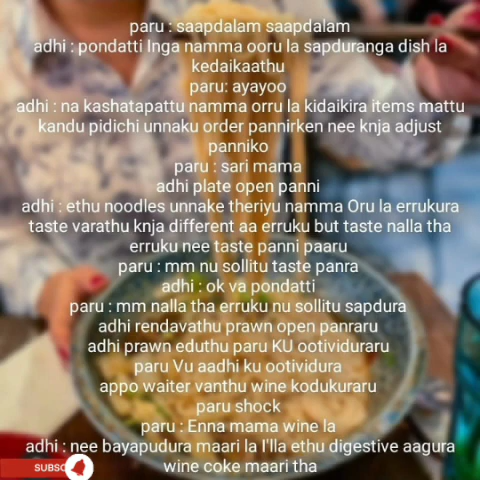 paru : saapdalam saapdalam
adhi : pondatti Inga namma ooru la sapduranga dish la
kedaikaathu
paru: ayayoo
adhi : na kashatapattu namma orru la kidaikira items mattu
kandu pidichi unnaku order pannirken nee knja adjust
panniko
paru : sari mama
adhi plate open panni
adhi : ethu noodles unnake theriyu namma Oru la errukura
taste varathu knja different aa erruku but taste nalla tha
erruku nee taste panni paaru
paru : mm nu sollitu taste panra
adhi : ok va pondatti
paru : mm nalla tha erruku nu sollitu sapdura
adhi rendavathu prawn open panraru
adhi prawn eduthu paru KU ootividuraru
paru Vu aadhi ku ootividura
appo waiter vanthu wine kodukuraru
paru shock
paru : Enna mama wine la
adhi : nee bayapudura maari la I'lla ethu digestive aagura
wine coke maari tha